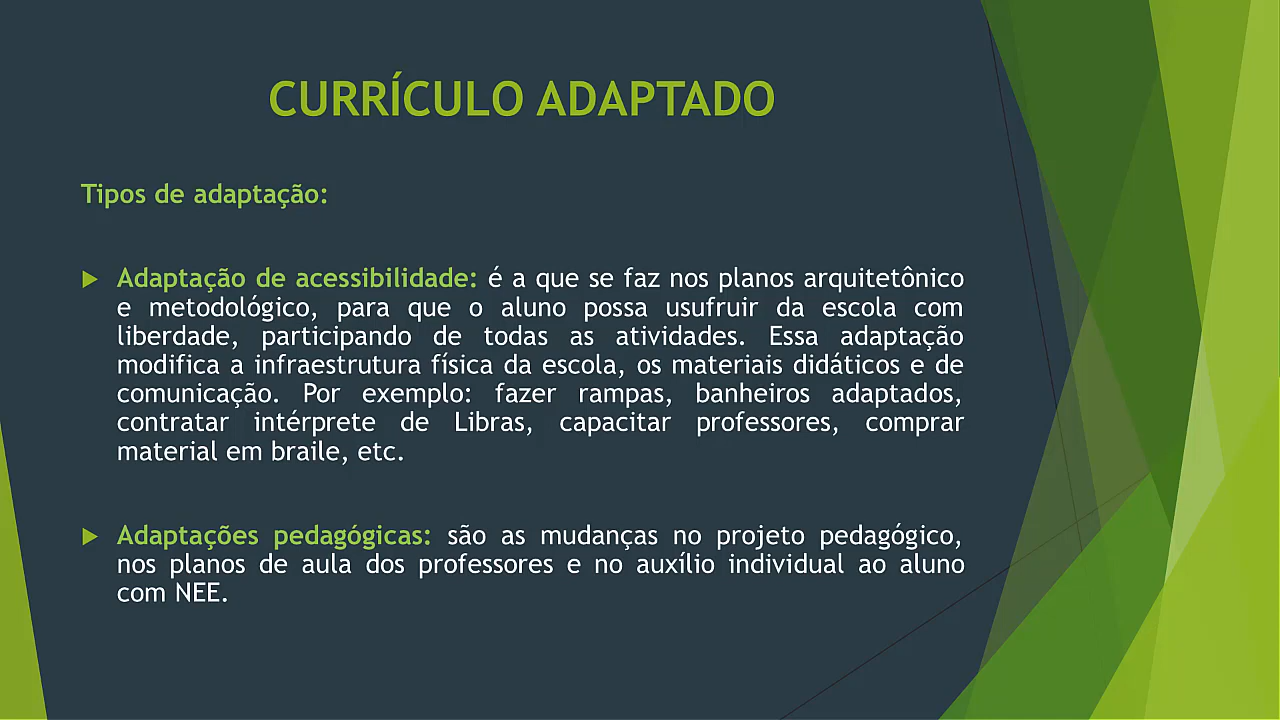 CURRÍCULO ADAPTADO
Tipos de adaptação:
Adaptação de acessibilidade: é a que se faz nos planos arquitetônico
e metodológico, para que o aluno possa usufruir da escola com
liberdade, participando de todas as atividades. Essa adaptação
modifica a infraestrutura física da escola, os materiais didáticos e de
comunicação. Por exemplo: fazer rampas, banheiros adaptados,
contratar intérprete de Libras, capacitar professores, comprar
material em braile, etc.
Adaptações pedagógicas: são as mudanças no projeto pedagógico,
nos planos de aula dos professores e no auxílio individual ao aluno
com NEE.